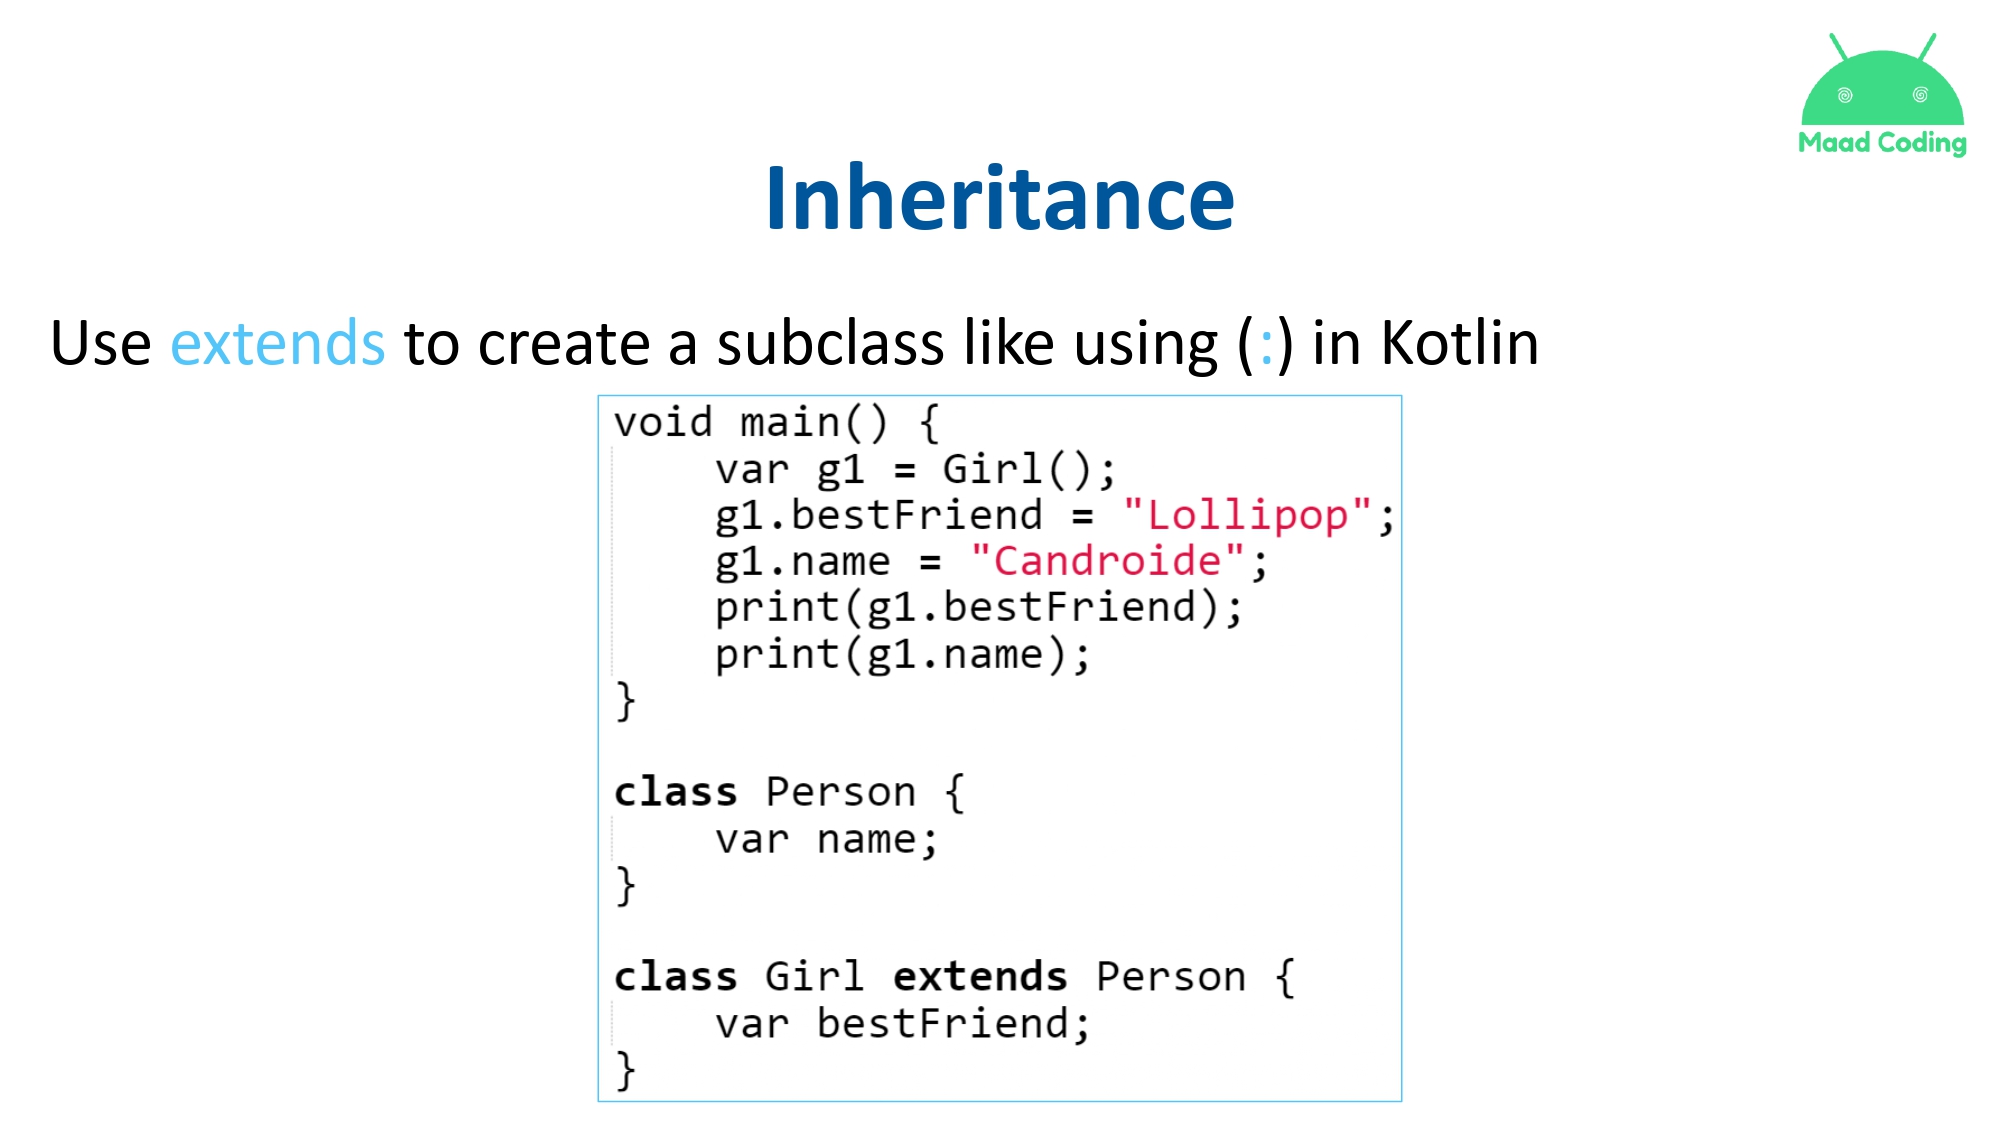 Maad Coding
Inheritance
Use extends to create a subclass like using (:) in Kotlin
void main() {
    var g1 = Girl();
    g1.bestFriend = "Lollipop";
    g1.name = "Candroide";
    print(g1.bestFriend);
    print(g1.name);
}
class Person {
    var name;
}
class Girl extends Person {
    var bestFriend;
}